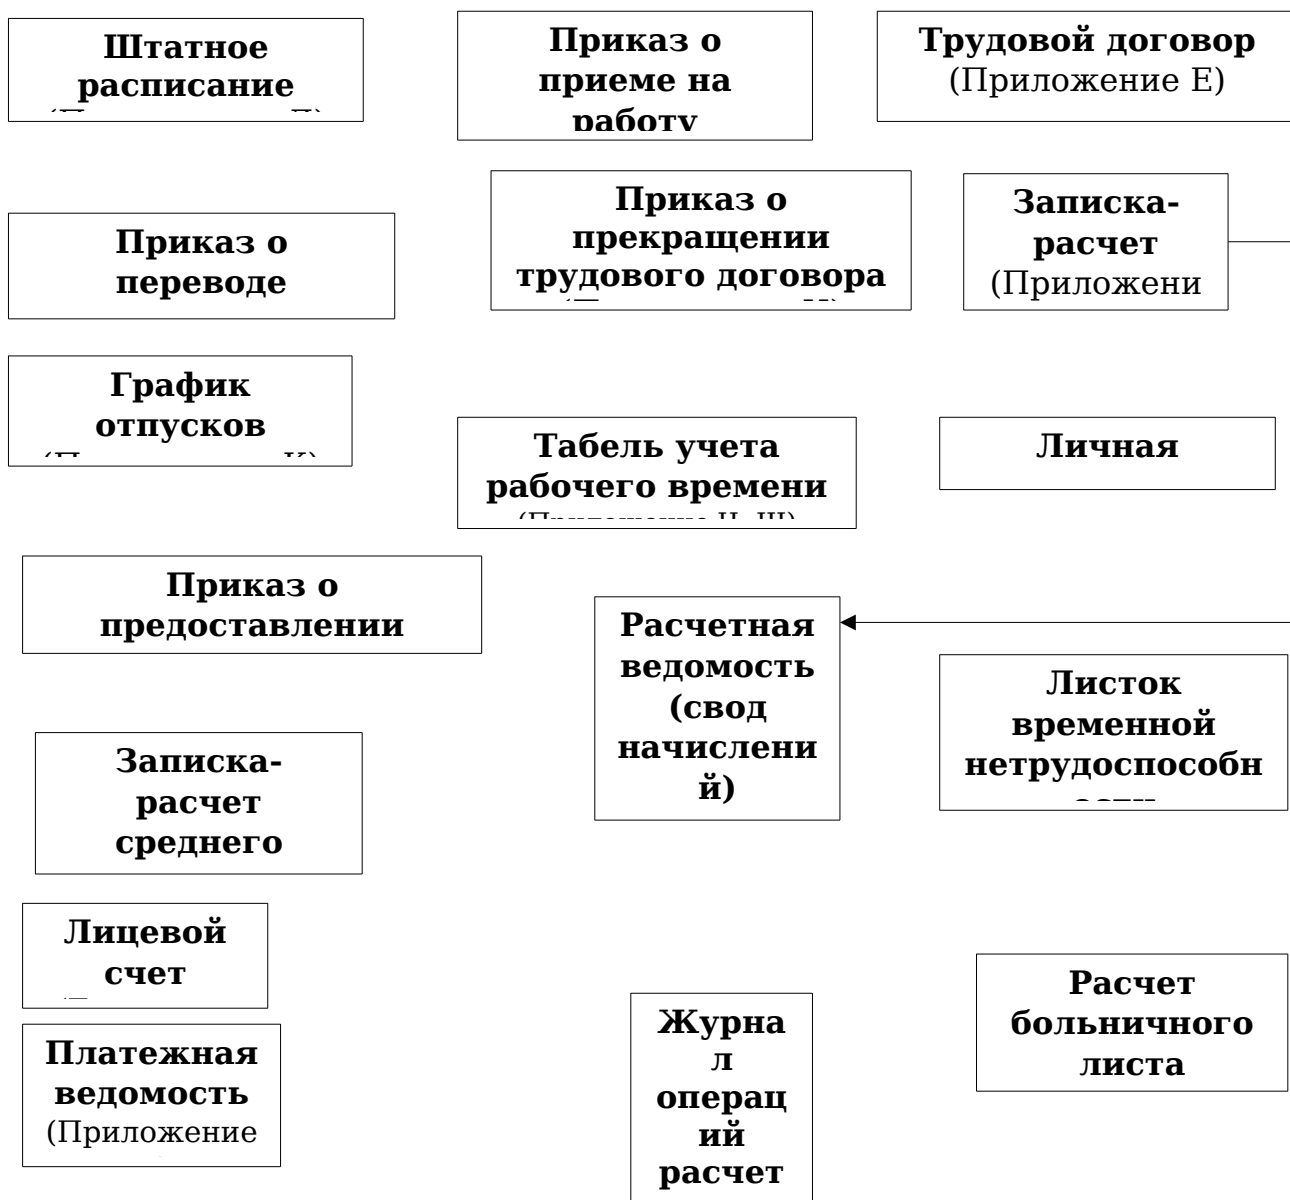 Штатное
расписание
Приказ о
приеме на
работу
Трудовой договор
(Приложение Е)
Приказ о
переводе
Приказ о
прекращении
трудового договора
Записка-
расчет
(Приложени
График
отпусков
Табель учета
рабочего времени
(Приложение Ц, Ш)
Личная
Приказ о
предоставлении
Расчетная
ведомость
(свод
начислени
й)
Листок
временной
нетрудоспособн
Записка-
расчет
среднего
Лицевой
счет
Платежная
ведомость
(Приложение
Журна
л
операц
ий
расчет
Расчет
больничного
листа